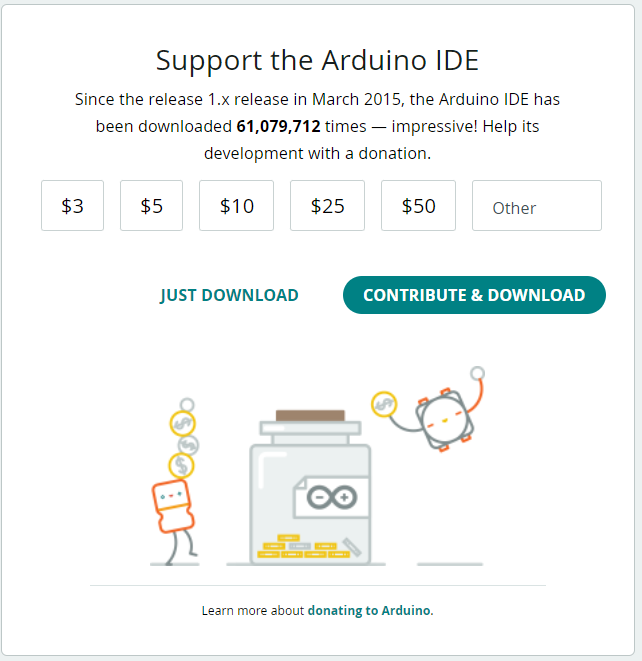 Support the Arduino IDE
Since the release 1.x release in March 2015, the Arduino IDE has
been downloaded 61,079,712 times — impressive! Help its
development with a donation.
$3 $5 $10 $25 $50 Other
JUST DOWNLOAD CONTRIBUTE & DOWNLOAD
Learn more about donating to Arduino.